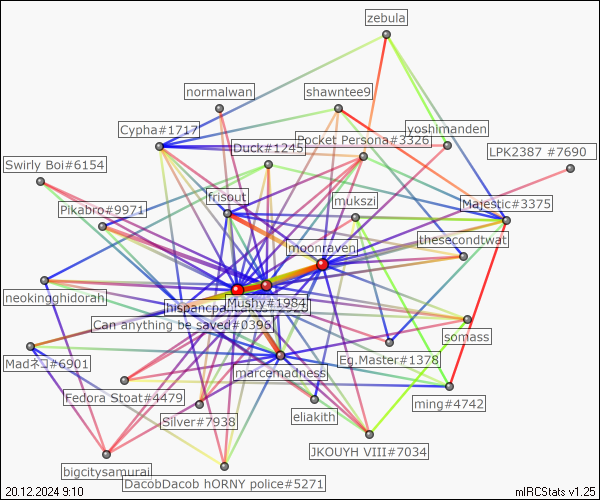 zebula
normalwan
shawntee9
Cypha#1717
yoshimanden
Pocket Persona#3326
Duck#1245
LPK2387 #7690
Swirly Boi#6154
frisout
mukszi
Majestic#3375
Pikabro#9971
thesecondtwat
moonraven
neokingghidorah
Mushy#1984
Can anything be saved#0396
somass
Madネコ#6901
Eg.Master#1378
marcemadness
Fedora Stoat#4479
ming#4742
Silver#7938
eliakith
JKOUYH VIII#7034
bigcitysamurai
DacobDacob hORNY police#5271
20.12.2024 9:10
mIRCStats v1.25